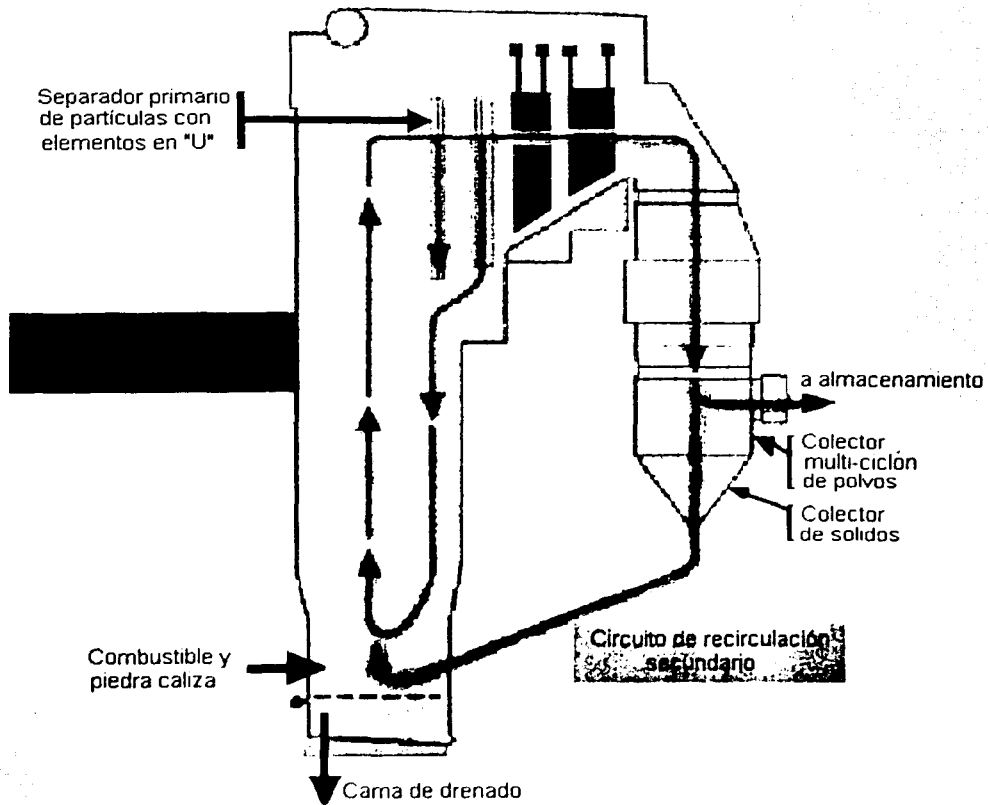 Separador primario
de partículas con
elementos en "U"
a almacenamiento
Colector
multi-ciclón
de polvos
Colector
de solidos
Circuito de recirculación
secundario
Combustible y
piedra caliza
Cama de drenado